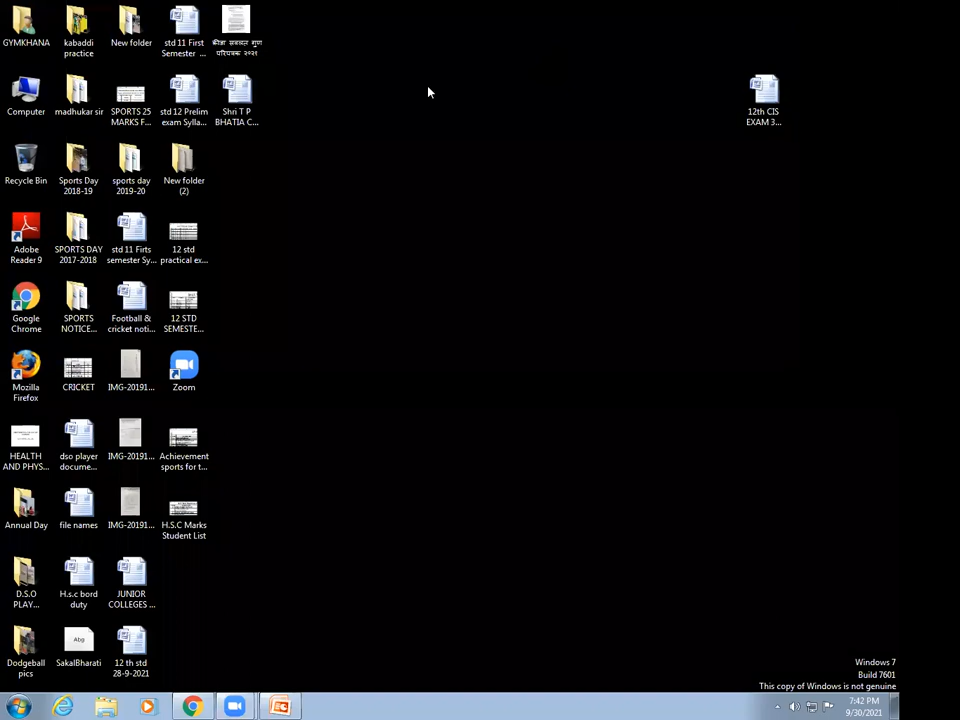 GYMKHANA
kabaddi
practice
New folder
std 11 First
Semester ...
क्रीडा सवलत गुण
परिपत्रक २०२१
Computer
madhukar sir
SPORTS 25
MARKS F...
std 12 Prelim
exam Sylla...
Shri T P
BHATIA C...
12th CIS
EXAM 3...
Recycle Bin
Sports Day
2018-19
sports day
2019-20
New folder
(2)
Adobe
Reader 9
SPORTS DAY
2017-2018
std 11 Firts
semester Sy...
12 std
practical ex...
Google
Chrome
SPORTS
NOTICE...
Football &
cricket noti...
12 STD
SEMESTE...
Mozilla
Firefox
CRICKET
IMG-20191...
Zoom
HEALTH
AND PHYS...
dso player
docume...
IMG-20191...
Achievement
sports for t...
Annual Day
file names
IMG-20191...
H.S.C Marks
Student List
D.S.O
PLAY...
H.s.c bord
duty
JUNIOR
COLLEGES ...
Dodgeball
pics
Abg
SakalBharati
12 th std
28-9-2021
Windows 7
Build 7601
This copy of Windows is not genuine
7:42 PM
9/30/2021